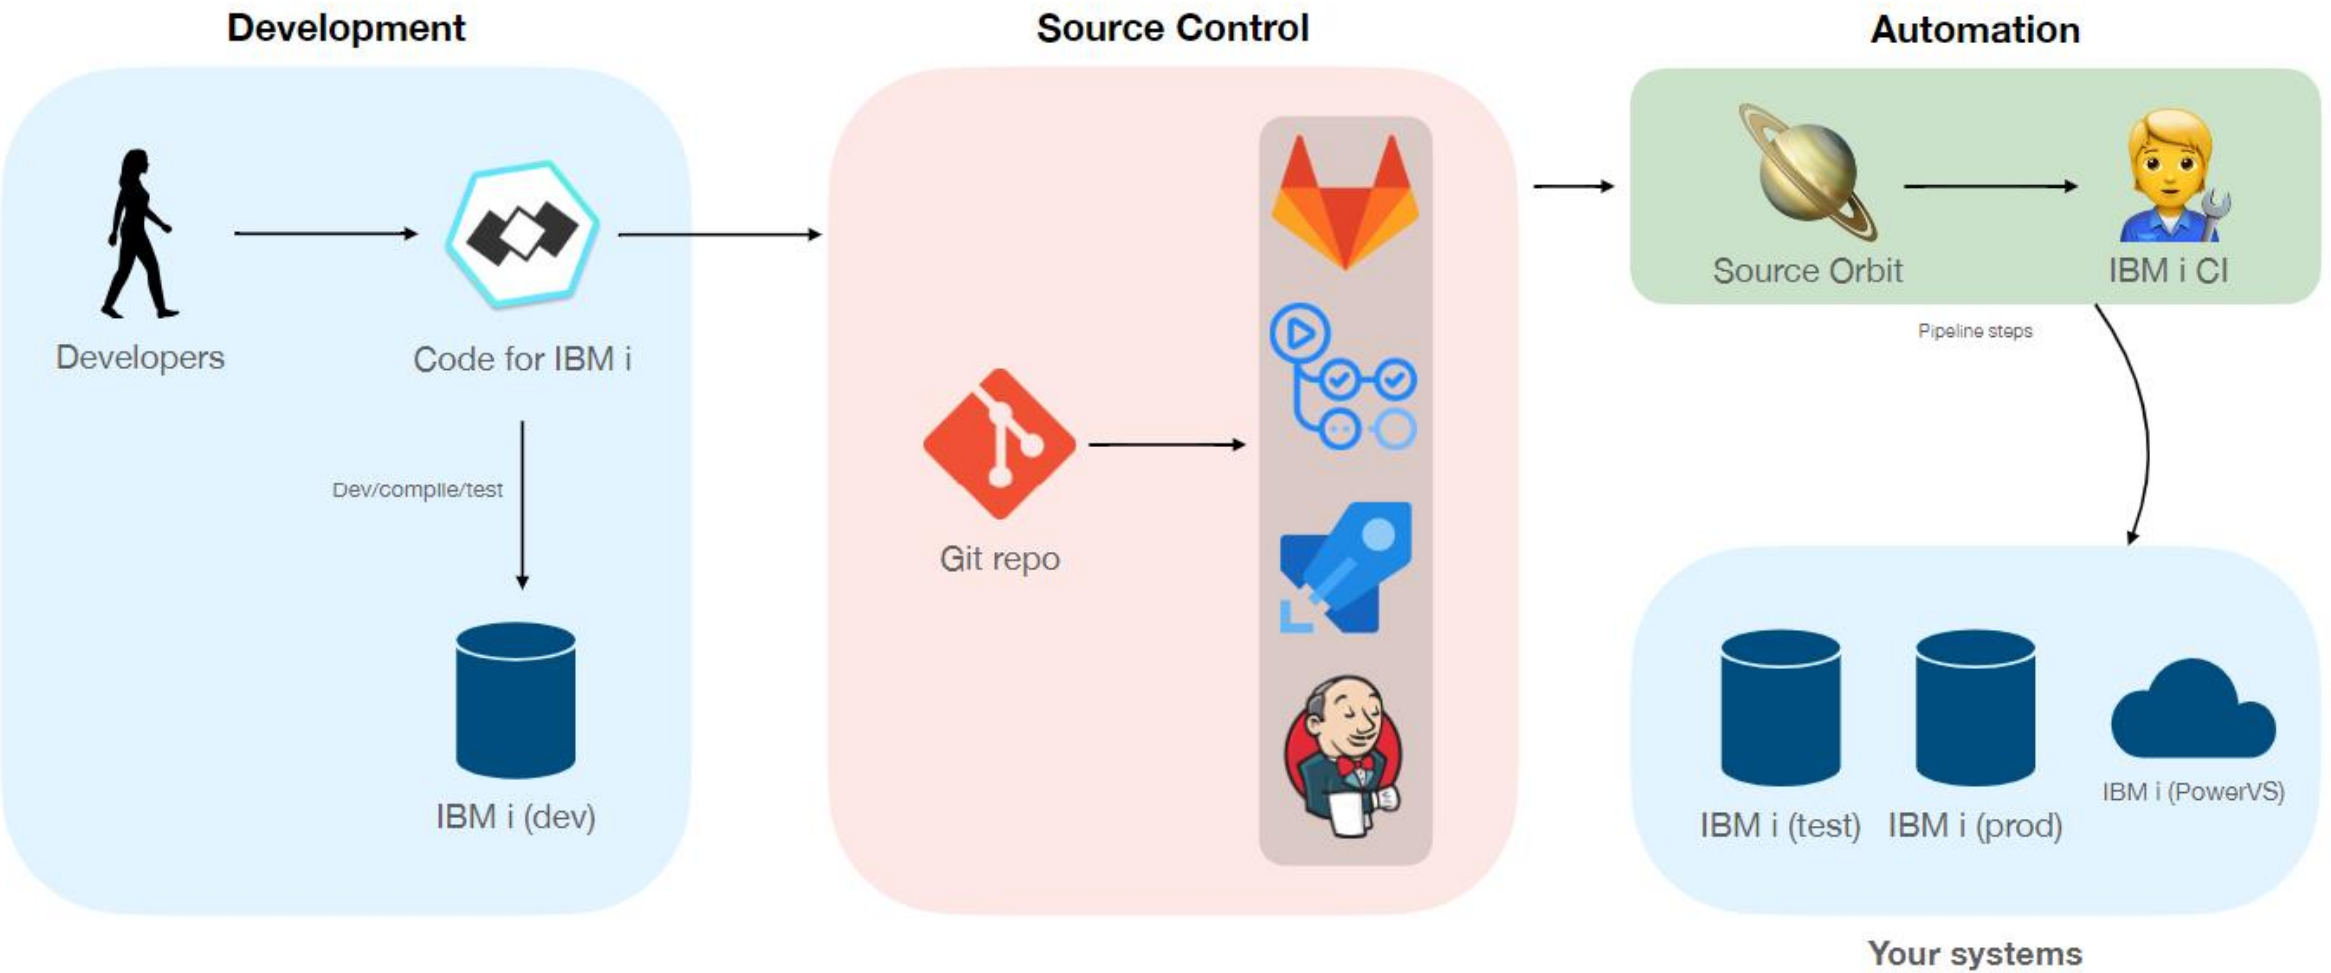 Development
Source Control
Automation
Developers
Code for IBM i
Dev/compile/test
IBM i (dev)
Git repo
Source Orbit
IBM i CI
Pipeline steps
IBM i (test)
IBM i (prod)
IBM i (PowerVS)
Your systems